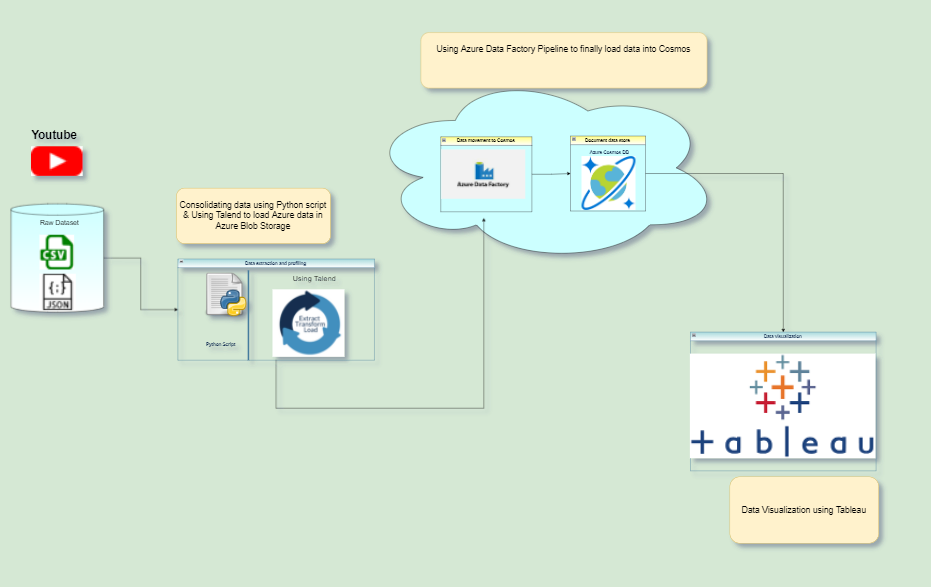 Using Azure Data Factory Pipeline to finally load data into Cosmos
Youtube
Data movement to Cosmos
Azure Data Factory
Document data store
Azure Cosmos DB
Consolidating data using Python script
& Using Talend to load Azure data in
Azure Blob Storage
Raw Dataset
CSV
{:}
JSON
Data extraction and profiling
Using Talend
Python Script
Extract
Transform
Load
Data visualization
+ a b l e a u
Data Visualization using Tableau